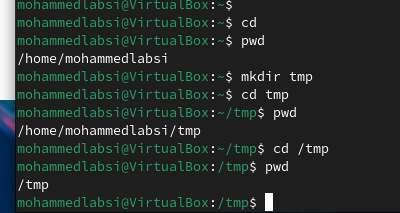 mohammedlabsi@VirtualBox:~$
mohammedlabsi@VirtualBox:~$ cd
mohammedlabsi@VirtualBox:~$ pwd
/home/mohammedlabsi
mohammedlabsi@VirtualBox:~$ mkdir tmp
mohammedlabsi@VirtualBox:~$ cd tmp
mohammedlabsi@VirtualBox:~/tmp$ pwd
/home/mohammedlabsi/tmp
mohammedlabsi@VirtualBox:~/tmp$ cd /tmp
mohammedlabsi@VirtualBox:/tmp$ pwd
/tmp
mohammedlabsi@VirtualBox:/tmp$